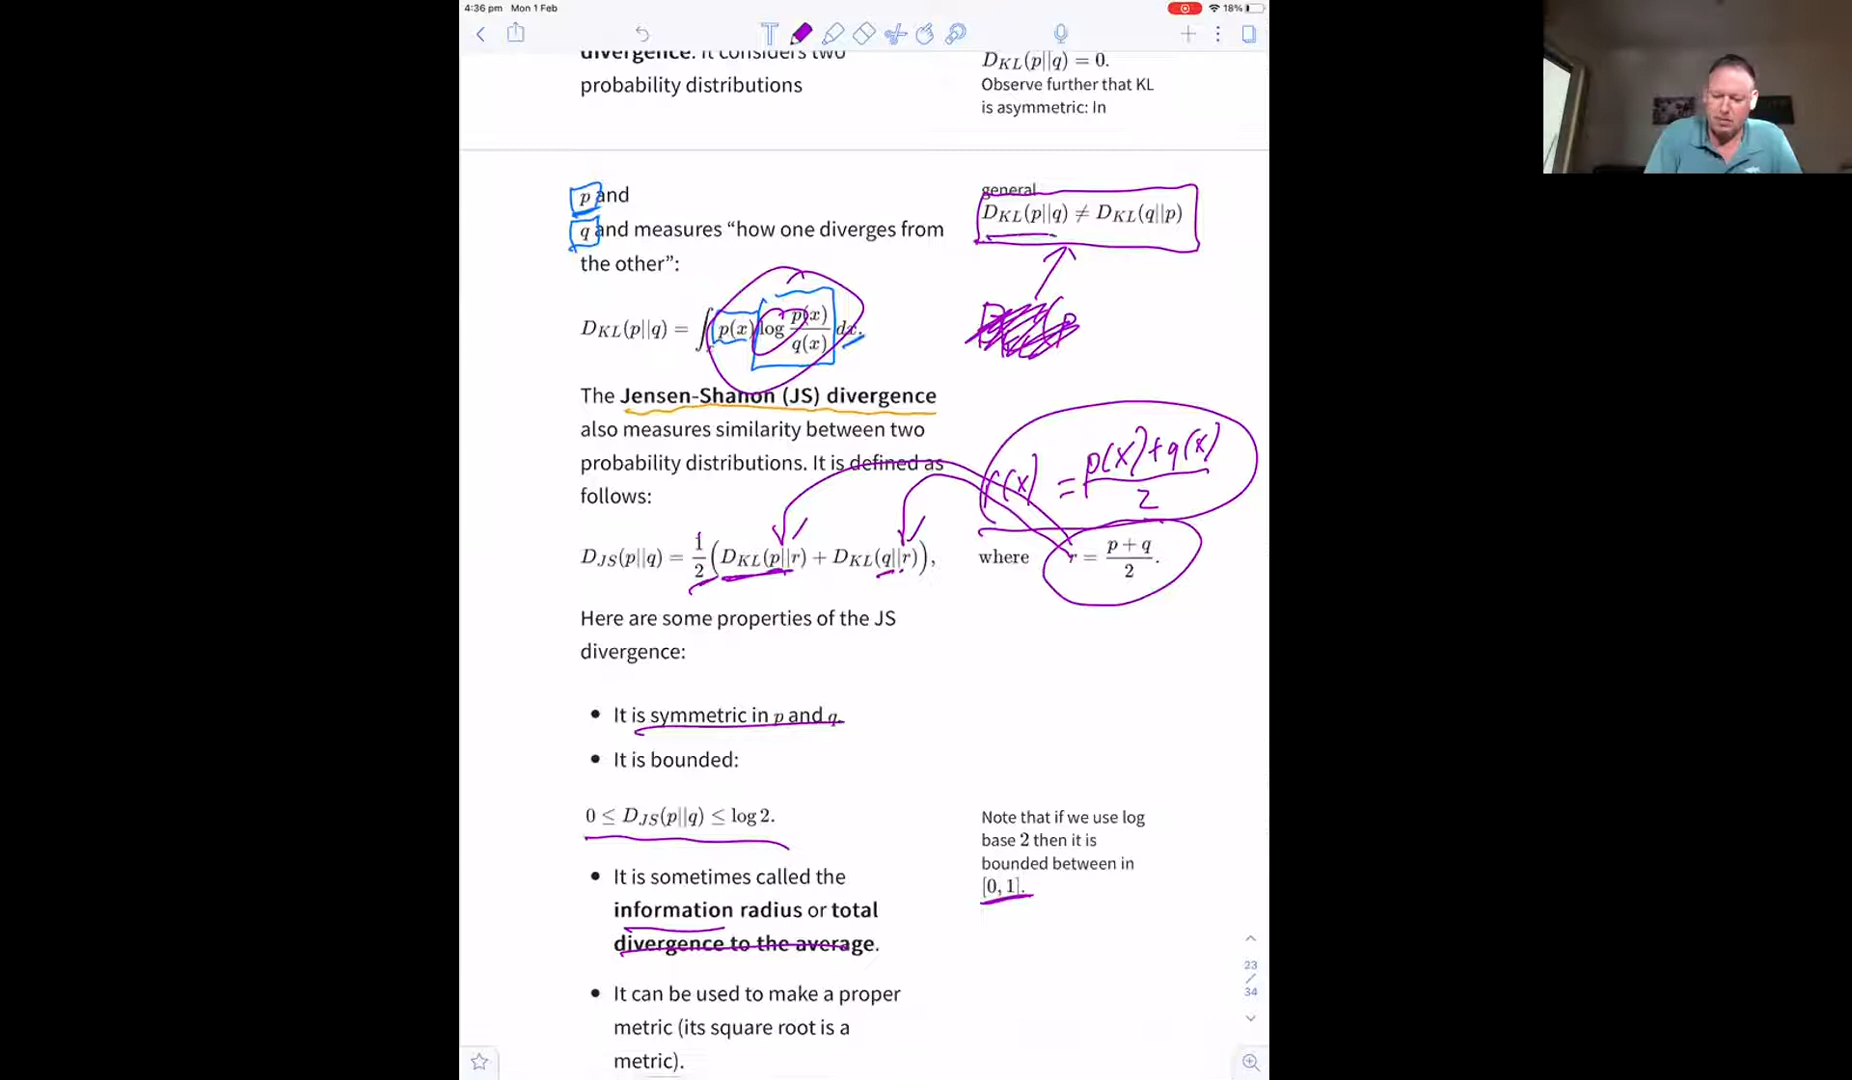 4:36 pm Mon 1 Feb
18%
divergence. It considers two
probability distributions
D_{KL}(p||q) = 0.
Observe further that KL
is asymmetric: In
p and
q and measures “how one diverges from
the other”:
general
D_{KL}(p||q) ≠ D_{KL}(q||p)
D_{KL}(p||q) = ∫ p(x) log p(x)/q(x) dx.
The Jensen-Shanon (JS) divergence
also measures similarity between two
probability distributions. It is defined as
follows:
r(x) = p(x)+q(x)/2
D_{JS}(p||q) = 1/2 (D_{KL}(p||r) + D_{KL}(q||r)),
where r = p + q/2.
Here are some properties of the JS
divergence:
• It is symmetric in p and q.
• It is bounded:
0 ≤ D_{JS}(p||q) ≤ log 2.
Note that if we use log
base 2 then it is
bounded between in
[0, 1].
• It is sometimes called the
information radius or total
divergence to the average.
• It can be used to make a proper
metric (its square root is a
metric).
23
/
34